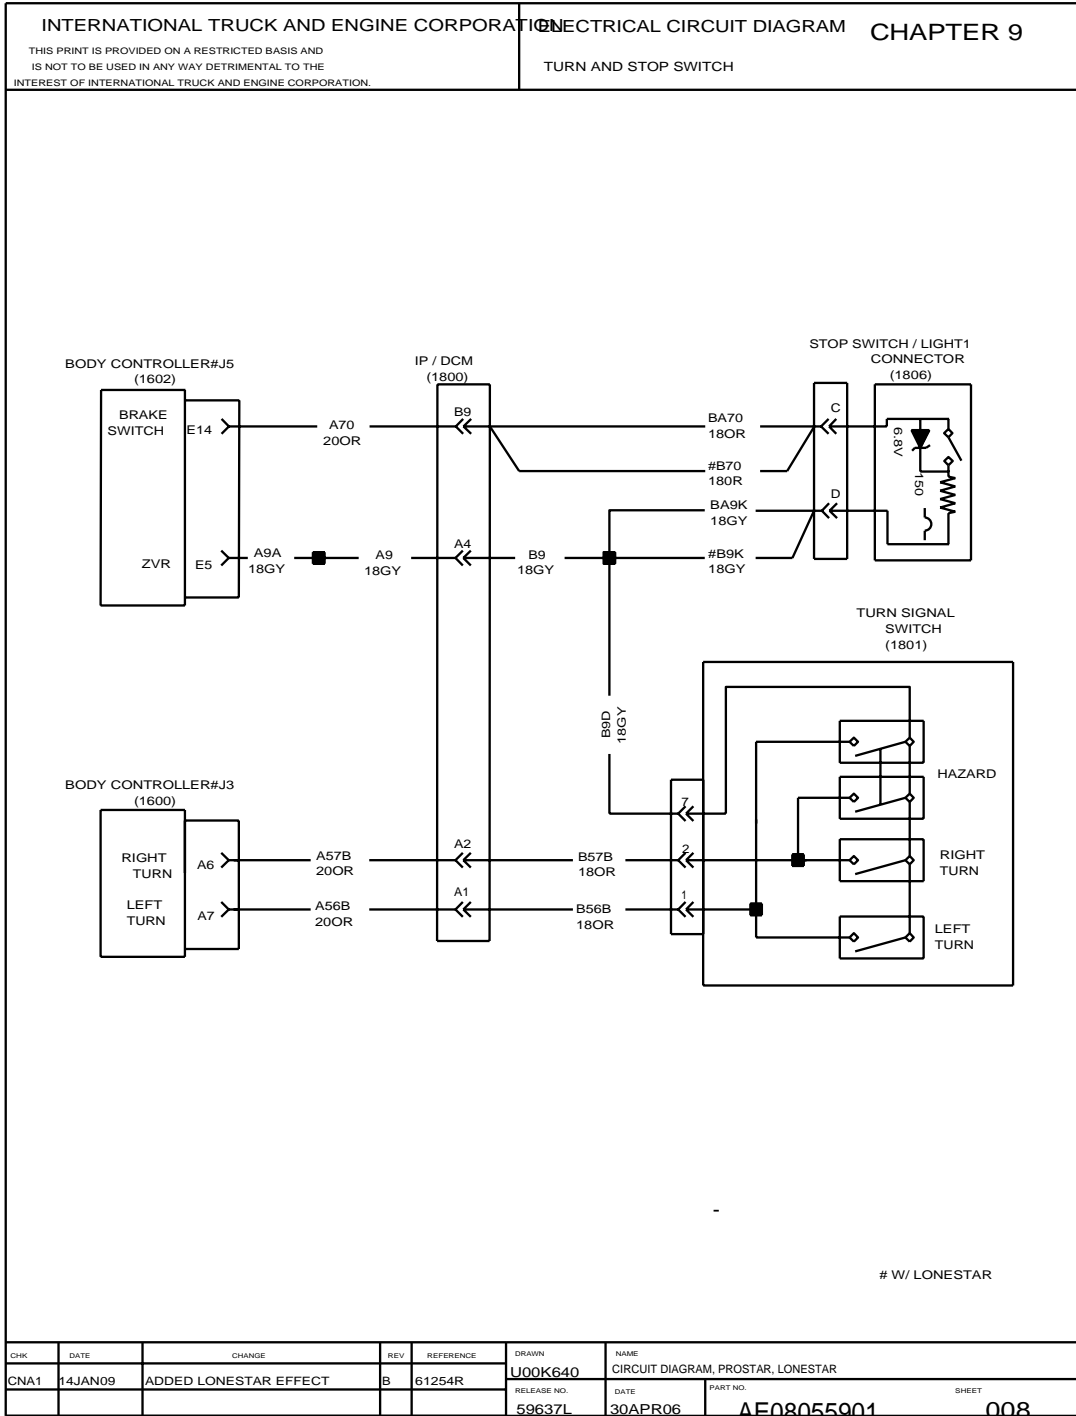 INTERNATIONAL TRUCK AND ENGINE CORPORATION
THIS PRINT IS PROVIDED ON A RESTRICTED BASIS AND
IS NOT TO BE USED IN ANY WAY DETRIMENTAL TO THE
INTEREST OF INTERNATIONAL TRUCK AND ENGINE CORPORATION.
ELECTRICAL CIRCUIT DIAGRAM
CHAPTER 9
TURN AND STOP SWITCH
BODY CONTROLLER#J5
(1602)
BRAKE
SWITCH
E14
ZVR
E5
A70
20OR
A9A
18GY
A9
18GY
IP / DCM
(1800)
B9
A4
B9
18GY
BA70
18OR
#B70
180R
BA9K
18GY
#B9K
18GY
STOP SWITCH / LIGHT1
CONNECTOR
(1806)
C
D
6.8V
150
B9D
18GY
TURN SIGNAL
SWITCH
(1801)
HAZARD
RIGHT
TURN
LEFT
TURN
7
2
1
BODY CONTROLLER#J3
(1600)
RIGHT
TURN
A6
LEFT
TURN
A7
A57B
20OR
A56B
20OR
A2
A1
B57B
18OR
B56B
18OR
-
# W/ LONESTAR
CHK DATE CHANGE REV REFERENCE
CNA1 14JAN09 ADDED LONESTAR EFFECT B 61254R
DRAWN
U00K640
NAME
CIRCUIT DIAGRAM, PROSTAR, LONESTAR
RELEASE NO.
59637L
DATE
30APR06
PART NO.
AE08055901
SHEET
008